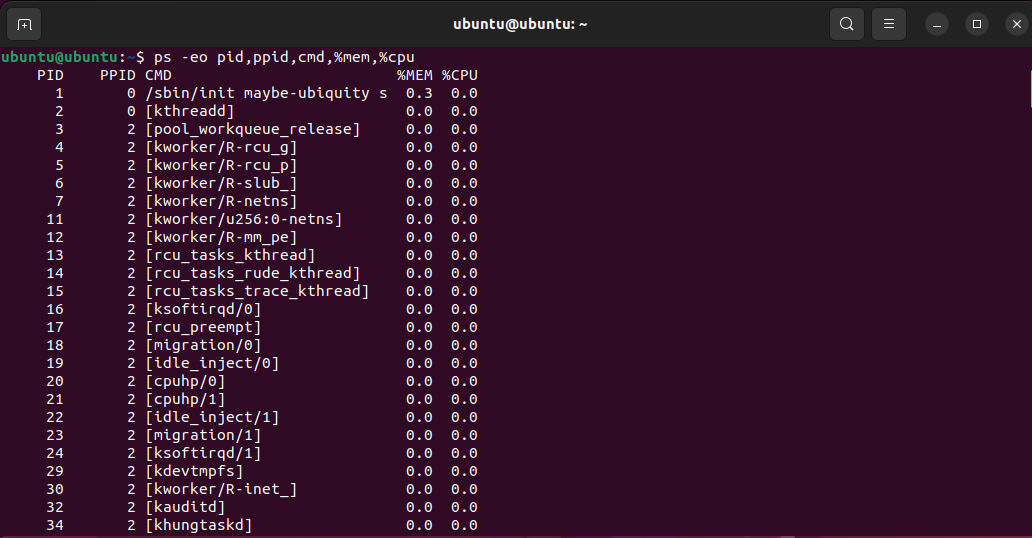 ubuntu@ubuntu: ~
ubuntu@ubuntu:~$ ps -eo pid,ppid,cmd,%mem,%cpu
    PID    PPID CMD                         %MEM %CPU
      1       0 /sbin/init maybe-ubiquity s  0.3  0.0
      2       0 [kthreadd]                   0.0  0.0
      3       2 [pool_workqueue_release]     0.0  0.0
      4       2 [kworker/R-rcu_g]            0.0  0.0
      5       2 [kworker/R-rcu_p]            0.0  0.0
      6       2 [kworker/R-slub_]            0.0  0.0
      7       2 [kworker/R-netns]            0.0  0.0
     11       2 [kworker/u256:0-netns]       0.0  0.0
     12       2 [kworker/R-mm_pe]            0.0  0.0
     13       2 [rcu_tasks_kthread]          0.0  0.0
     14       2 [rcu_tasks_rude_kthread]     0.0  0.0
     15       2 [rcu_tasks_trace_kthread]    0.0  0.0
     16       2 [ksoftirqd/0]                0.0  0.0
     17       2 [rcu_preempt]                0.0  0.0
     18       2 [migration/0]                0.0  0.0
     19       2 [idle_inject/0]              0.0  0.0
     20       2 [cpuhp/0]                    0.0  0.0
     21       2 [cpuhp/1]                    0.0  0.0
     22       2 [idle_inject/1]              0.0  0.0
     23       2 [migration/1]                0.0  0.0
     24       2 [ksoftirqd/1]                0.0  0.0
     29       2 [kdevtmpfs]                  0.0  0.0
     30       2 [kworker/R-inet_]            0.0  0.0
     32       2 [kauditd]                    0.0  0.0
     34       2 [khungtaskd]                 0.0  0.0